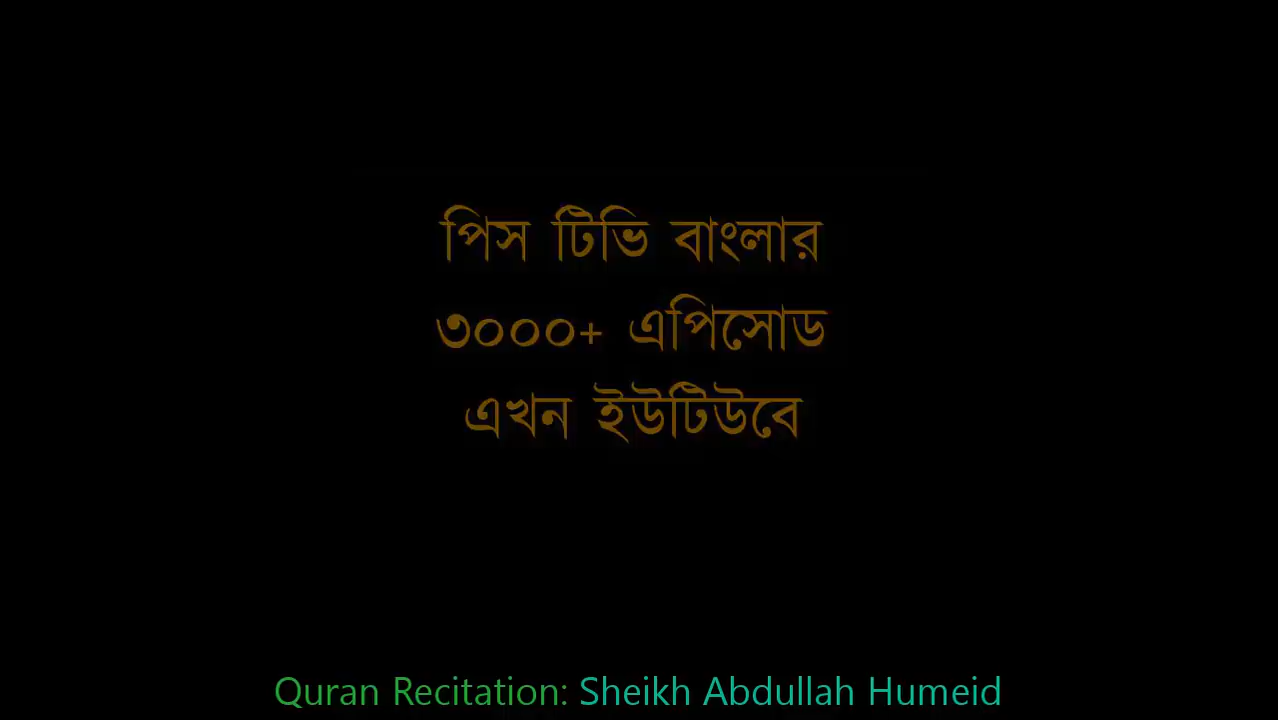 পিস টিভি বাংলার
৩০০০+ এপিসোড
এখন ইউটিউবে
Quran Recitation: Sheikh Abdullah Humeid